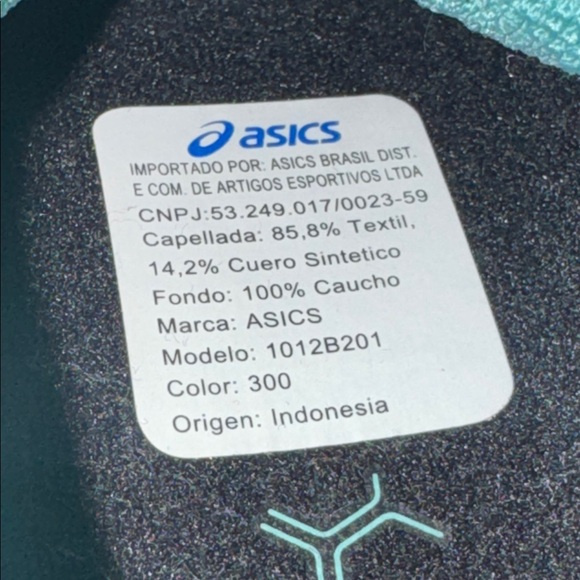 asics
IMPORTADO POR: ASICS BRASIL DIST.
E COM. DE ARTIGOS ESPORTIVOS LTDA
CNPJ:53.249.017/0023-59
Capellada: 85,8% Textil,
14,2% Cuero Sintetico
Fondo: 100% Caucho
Marca: ASICS
Modelo: 1012B201
Color: 300
Origen: Indonesia